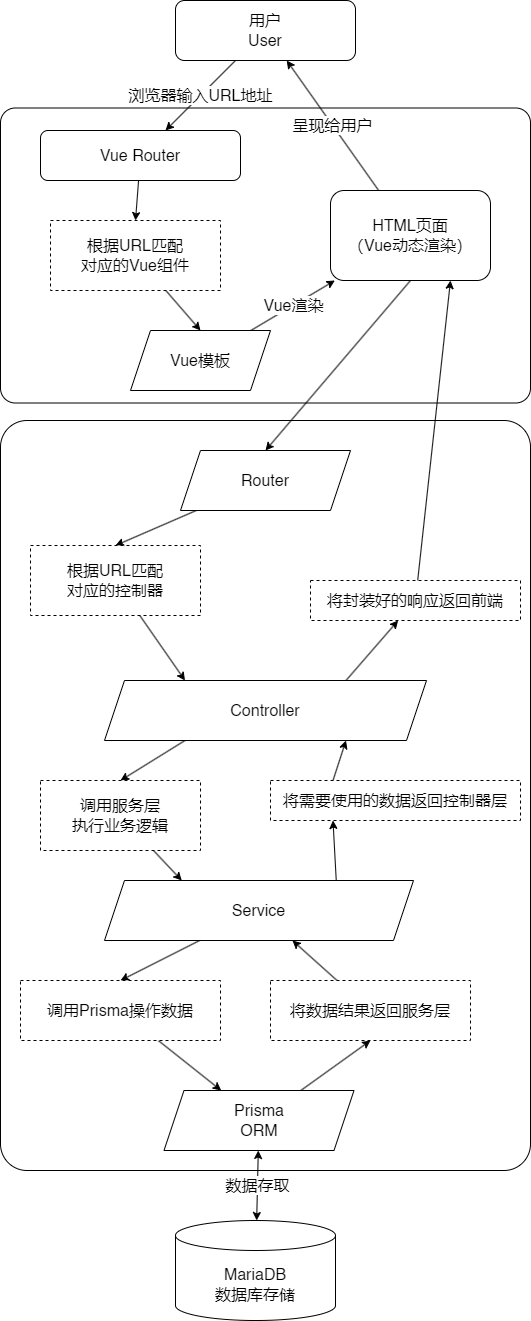 用户
User
浏览器输入URL地址
呈现给用户
Vue Router
HTML页面
(Vue动态渲染)
根据URL匹配
对应的Vue组件
Vue渲染
Vue模板
Router
根据URL匹配
对应的控制器
将封装好的响应返回前端
Controller
调用服务层
执行业务逻辑
将需要使用的数据返回控制器层
Service
调用Prisma操作数据
将数据结果返回服务层
Prisma
ORM
数据存取
MariaDB
数据库存储